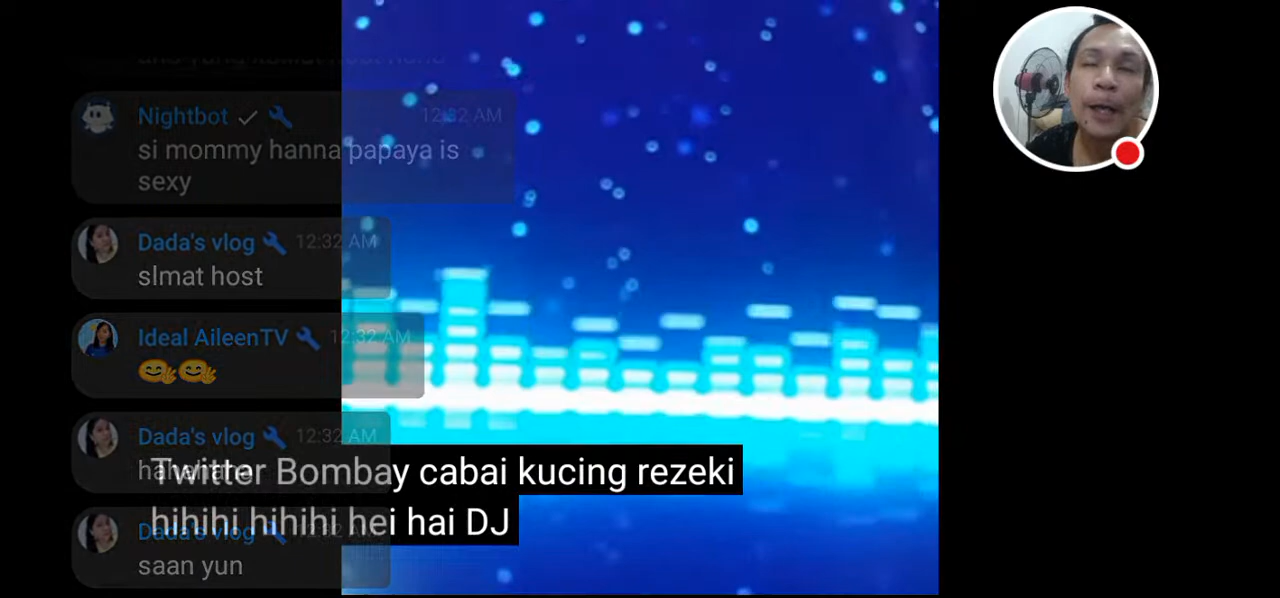 Nightbot 12:32 AM
si mommy hanna papaya is
sexy
Dada's vlog 12:32 AM
slmat host
Ideal AileenTV 12:32 AM
Dada's vlog 12:32 AM
Twitter Bombay cabai kucing rezeki
hihihi hihihi hei hai DJ
Dada's vlog
saan yun